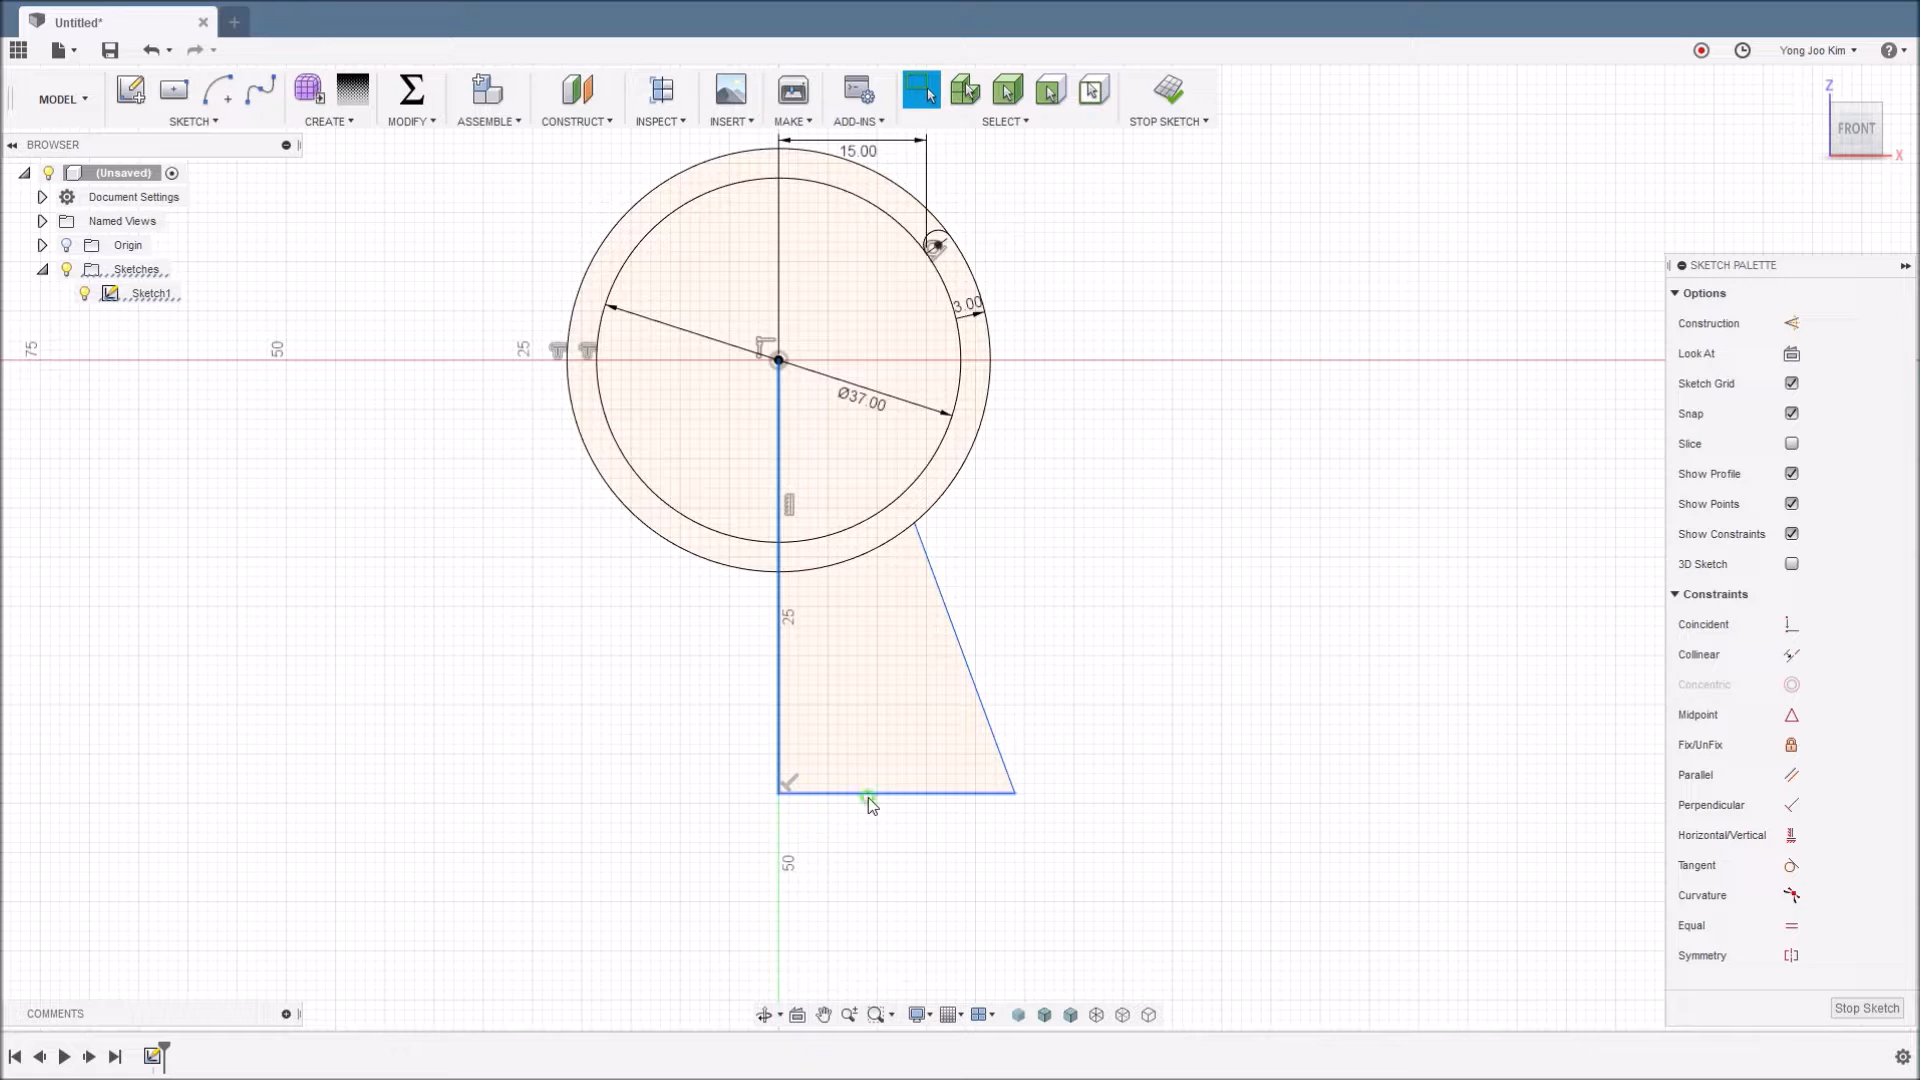 Untitled*
Yong Joo Kim
MODEL
SKETCH
CREATE
MODIFY
ASSEMBLE
CONSTRUCT
INSPECT
INSERT
MAKE
ADD-INS
SELECT
STOP SKETCH
Z
FRONT
X
BROWSER
(Unsaved)
Document Settings
Named Views
Origin
Sketches
Sketch1
15.00
3.00
Ø37.00
75
50
25
25
50
SKETCH PALETTE
Options
Construction
Look At
Sketch Grid
Snap
Slice
Show Profile
Show Points
Show Constraints
3D Sketch
Constraints
Coincident
Collinear
Concentric
Midpoint
Fix/UnFix
Parallel
Perpendicular
Horizontal/Vertical
Tangent
Curvature
Equal
Symmetry
Stop Sketch
COMMENTS